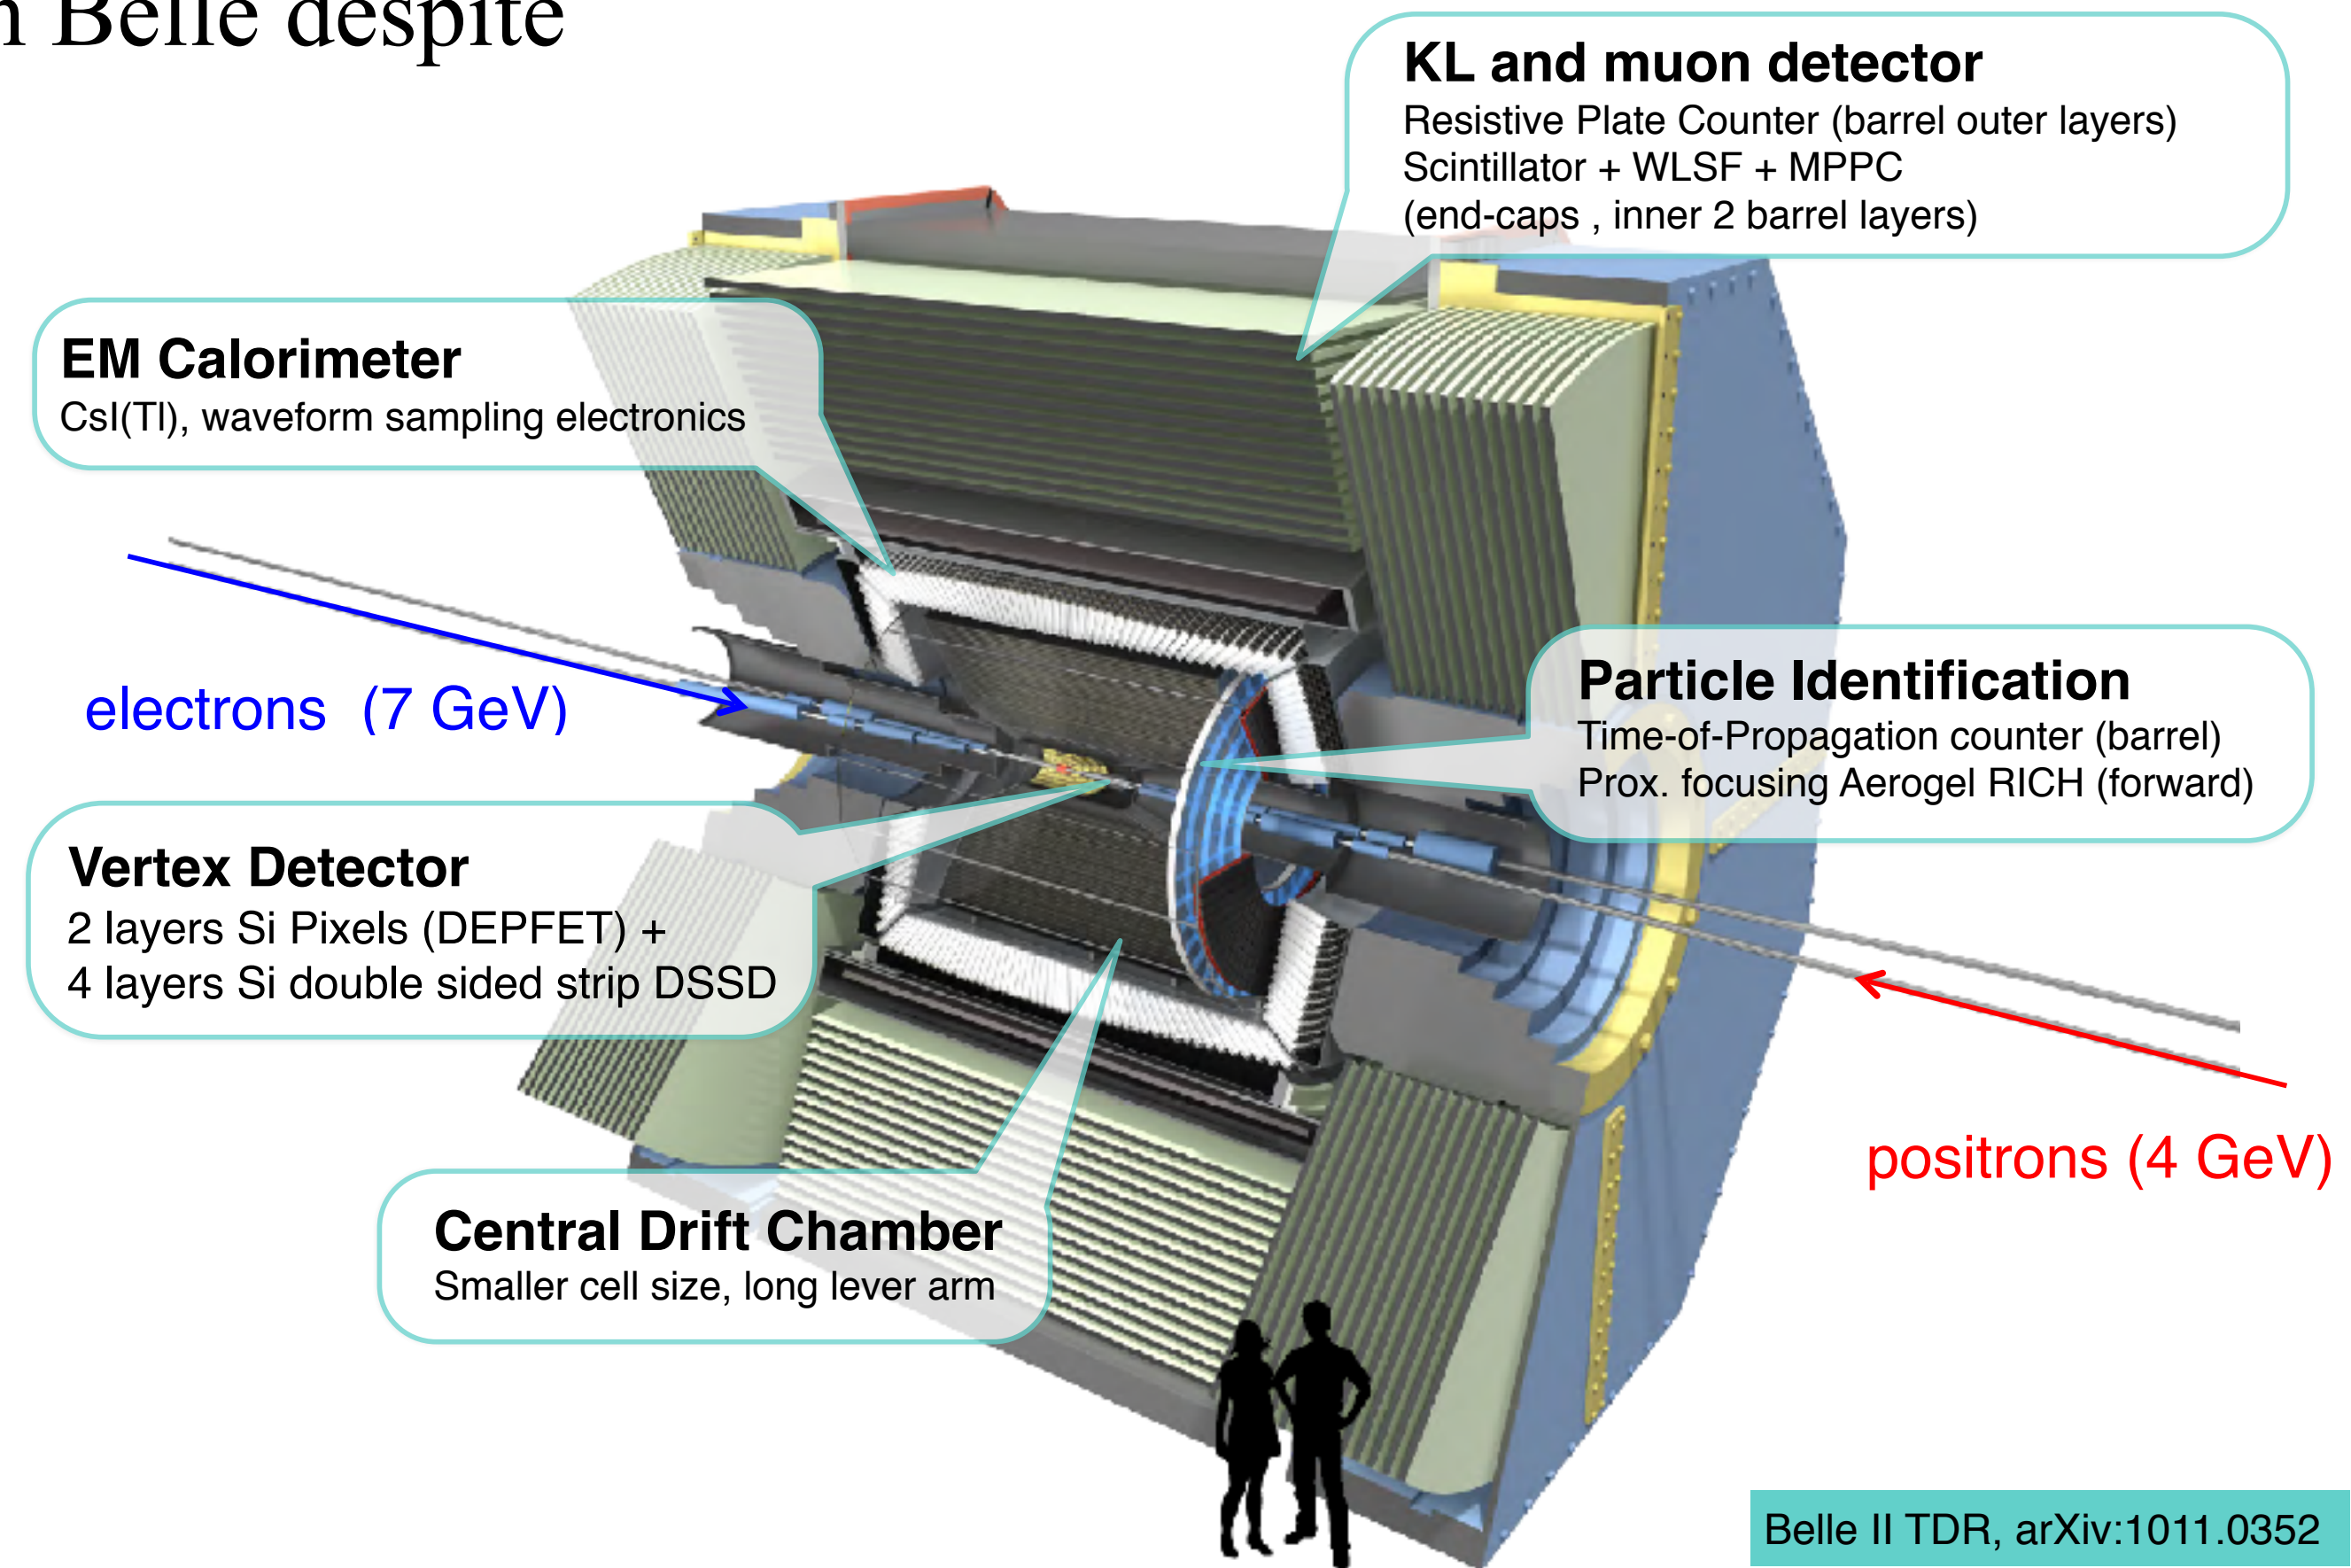 n Belle despite
KL and muon detector
Resistive Plate Counter (barrel outer layers)
Scintillator + WLSF + MPPC
(end-caps , inner 2 barrel layers)
EM Calorimeter
CsI(Tl), waveform sampling electronics
electrons (7 GeV)
Particle Identification
Time-of-Propagation counter (barrel)
Prox. focusing Aerogel RICH (forward)
Vertex Detector
2 layers Si Pixels (DEPFET) +
4 layers Si double sided strip DSSD
positrons (4 GeV)
Central Drift Chamber
Smaller cell size, long lever arm
Belle II TDR, arXiv:1011.0352